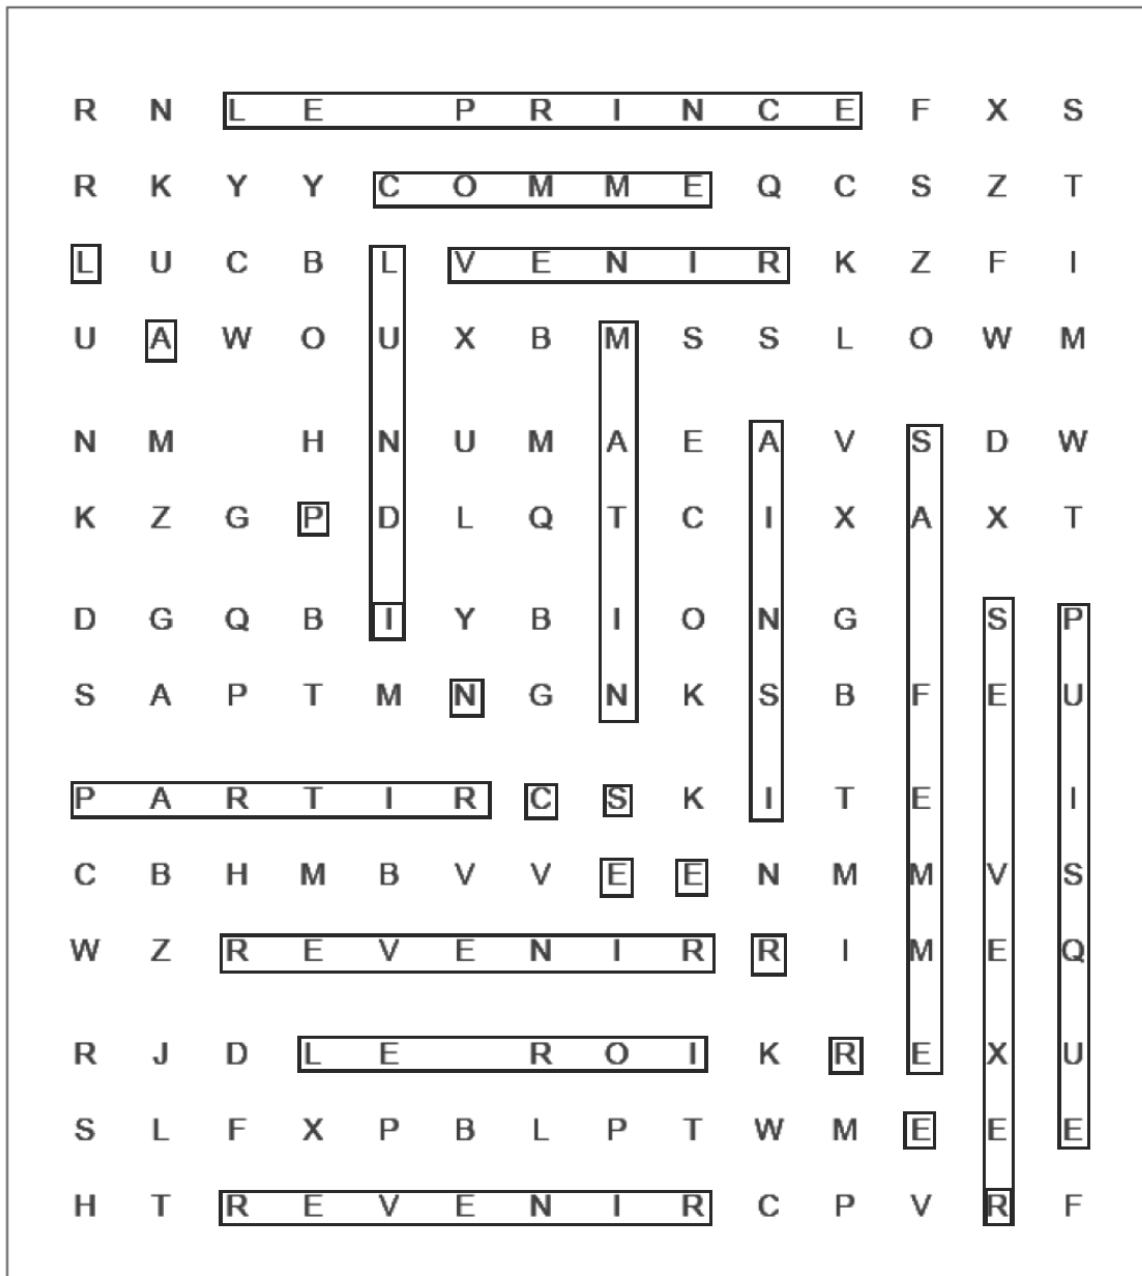 R N L E P R I N C E F X S
R K Y Y C O M M E Q C S Z T
L U C B L V E N I R K Z F I
U A W O U X B M S S L O W M
N M H N U M A E A V S D W
K Z G P D L Q T C I X A X T
D G Q B I Y B I O N G S P
S A P T M N G N K S B F E U
P A R T I R C S K I T E I
C B H M B V V E E N M M V S
W Z R E V E N I R R I M E Q
R J D L E R O I K R E X U
S L F X P B L P T W M E E E
H T R E V E N I R C P V R F